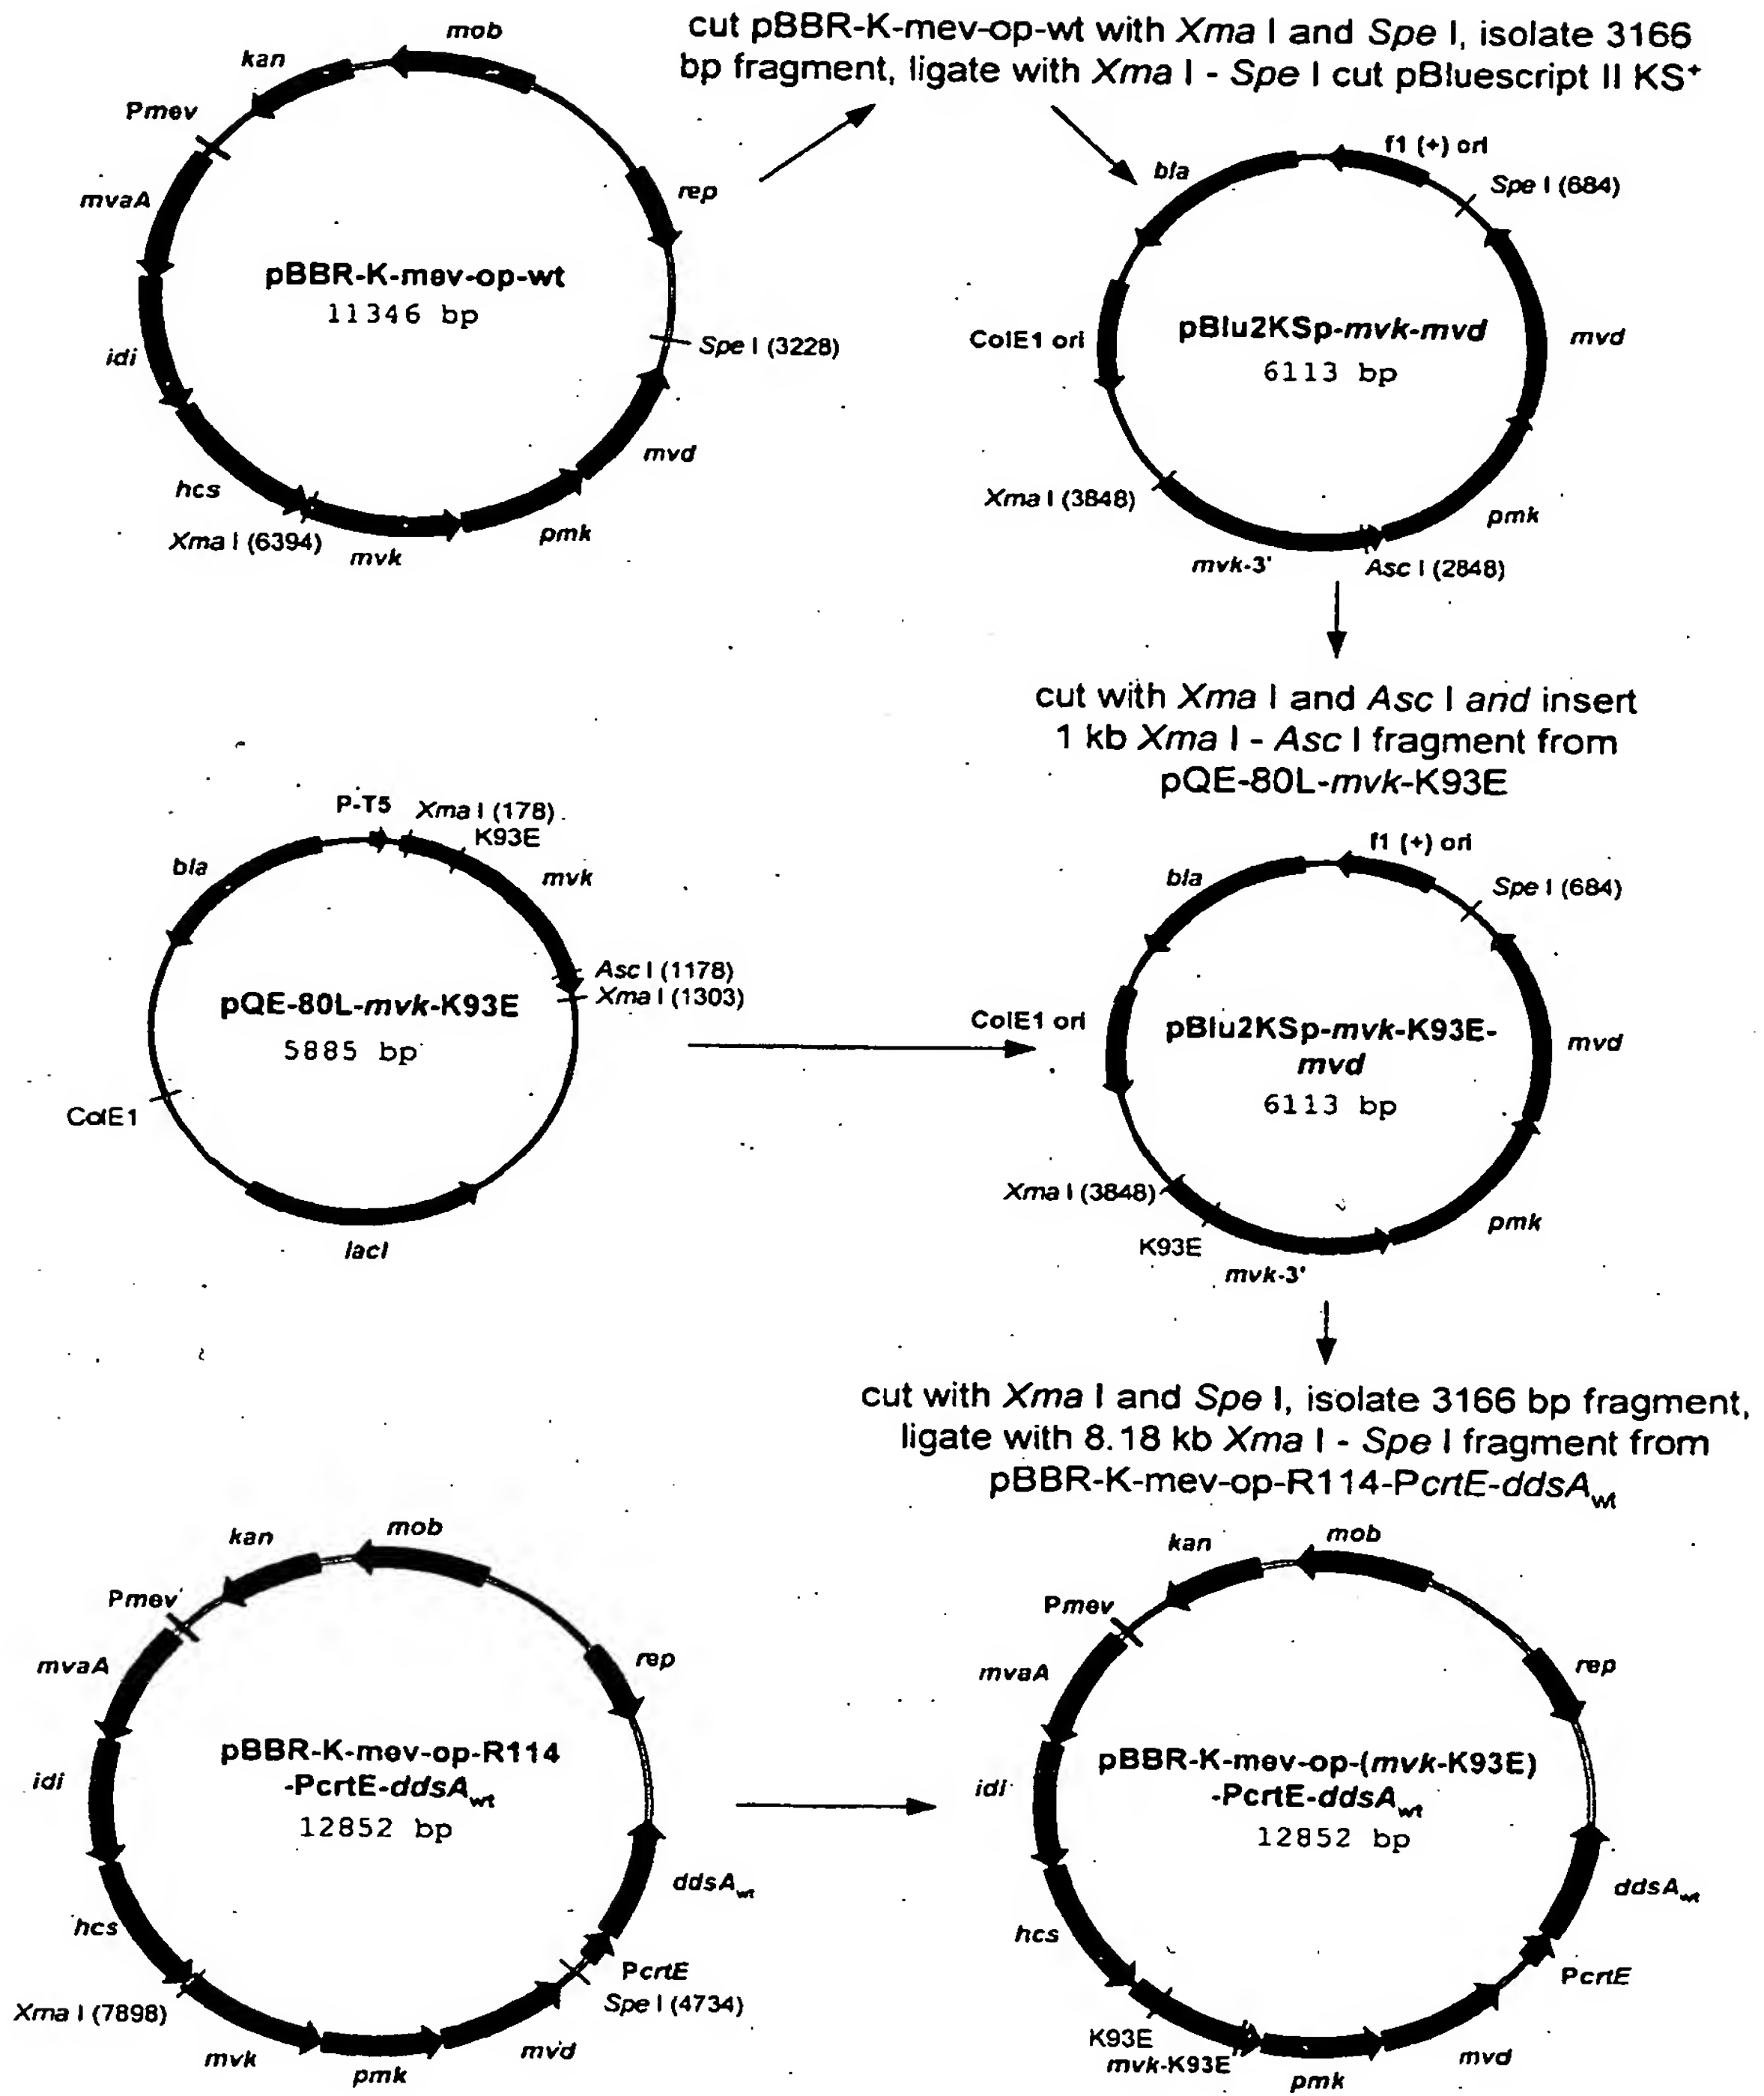 cut pBBR-K-mev-op-wt with Xma I and Spe I, isolate 3166
bp fragment, ligate with Xma I - Spe I cut pBluescript II KS⁺
mob
kan
Pmev
mvaA
rep
pBBR-K-mev-op-wt
11346 bp
Spe I (3228)
idi
mvd
hcs
Xma I (6394)
mvk
pmk
f1 (+) ori
bla
Spe I (684)
ColE1 ori
pBlu2KSp-mvk-mvd
6113 bp
mvd
Xma I (3848)
pmk
mvk-3'
Asc I (2848)
cut with Xma I and Asc I and insert
1 kb Xma I - Asc I fragment from
pQE-80L-mvk-K93E
P-T5
Xma I (178)
K93E
bla
mvk
Asc I (1178)
Xma I (1303)
pQE-80L-mvk-K93E
5885 bp
ColE1
lacI
f1 (+) ori
bla
Spe I (684)
ColE1 ori
pBlu2KSp-mvk-K93E-
mvd
6113 bp
mvd
Xma I (3848)
K93E
pmk
mvk-3'
cut with Xma I and Spe I, isolate 3166 bp fragment,
ligate with 8.18 kb Xma I - Spe I fragment from
pBBR-K-mev-op-R114-PcrtE-ddsAwt
mob
kan
Pmev
mvaA
rep
pBBR-K-mev-op-R114
-PcrtE-ddsAwt
12852 bp
idi
ddsAwt
hcs
PcrtE
Spe I (4734)
Xma I (7898)
mvk
mvd
pmk
mob
kan
Pmev
mvaA
rep
pBBR-K-mev-op-(mvk-K93E)
-PcrtE-ddsAwt
12852 bp
idi
ddsAwt
hcs
PcrtE
K93E
mvk-K93E
mvd
pmk